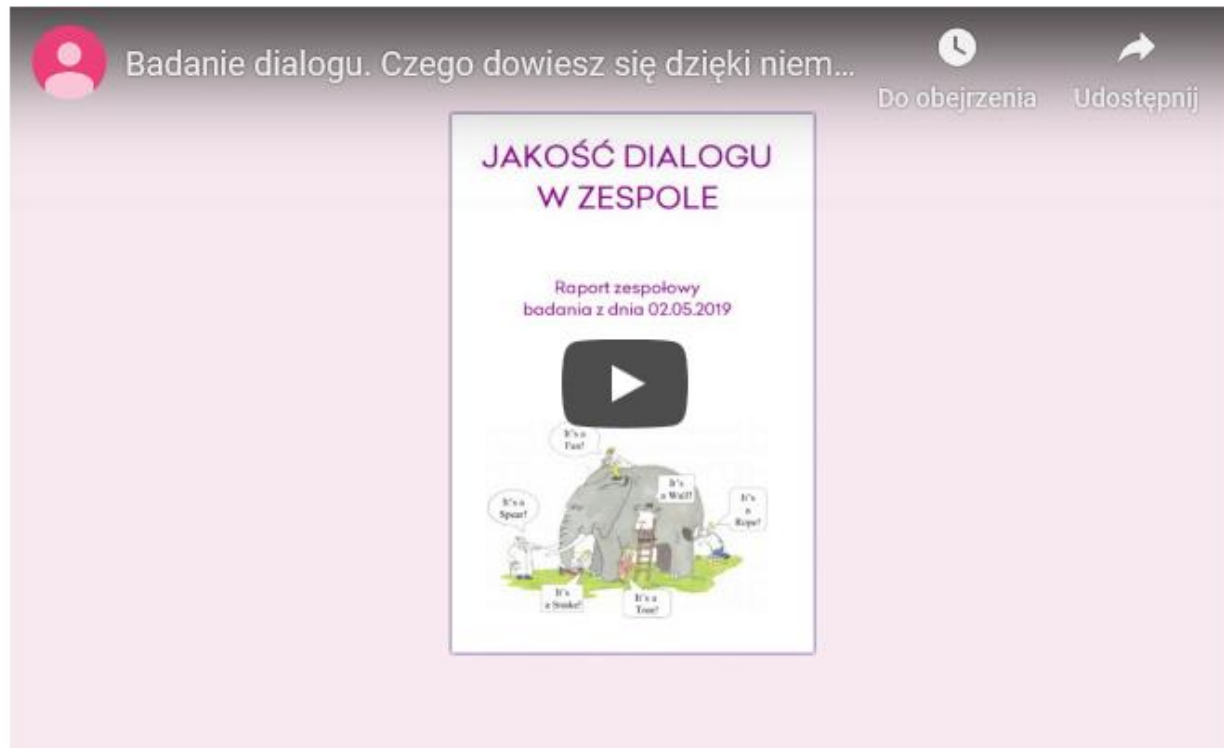 Badanie dialogu. Czego dowiesz się dzięki niem...
Do obejrzenia
Udostępnij
JAKOŚĆ DIALOGU
W ZESPOLE
Raport zespołowy
badania z dnia 02.05.2019
It's a
Fan!
It's a
Spear!
It's
a Wall!
It's
a
Rope!
It's
a Snake!
It's a
Tree!